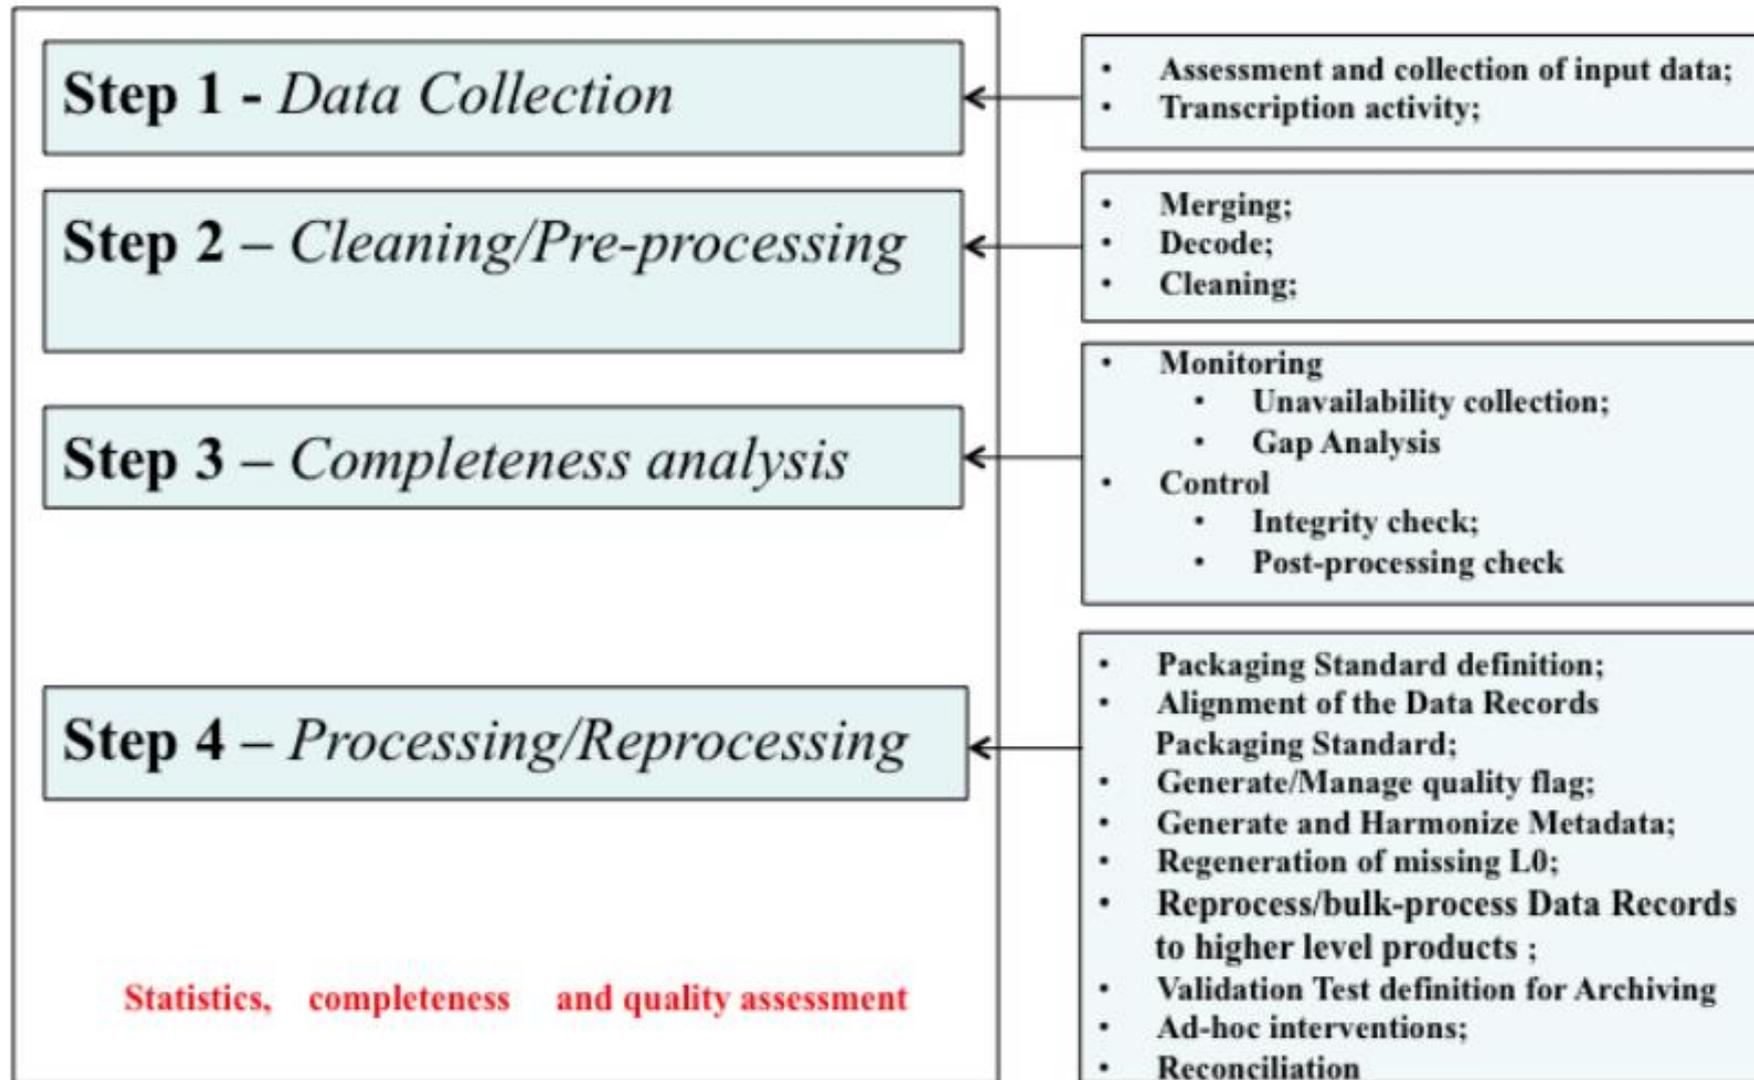 Step 1 - Data Collection
• Assessment and collection of input data;
• Transcription activity;
Step 2 – Cleaning/Pre-processing
• Merging;
• Decode;
• Cleaning;
Step 3 – Completeness analysis
• Monitoring
• Unavailability collection;
• Gap Analysis
• Control
• Integrity check;
• Post-processing check
Step 4 – Processing/Reprocessing
• Packaging Standard definition;
• Alignment of the Data Records
Packaging Standard;
• Generate/Manage quality flag;
• Generate and Harmonize Metadata;
• Regeneration of missing L0;
• Reprocess/bulk-process Data Records
to higher level products ;
• Validation Test definition for Archiving
• Ad-hoc interventions;
• Reconciliation
Statistics, completeness and quality assessment